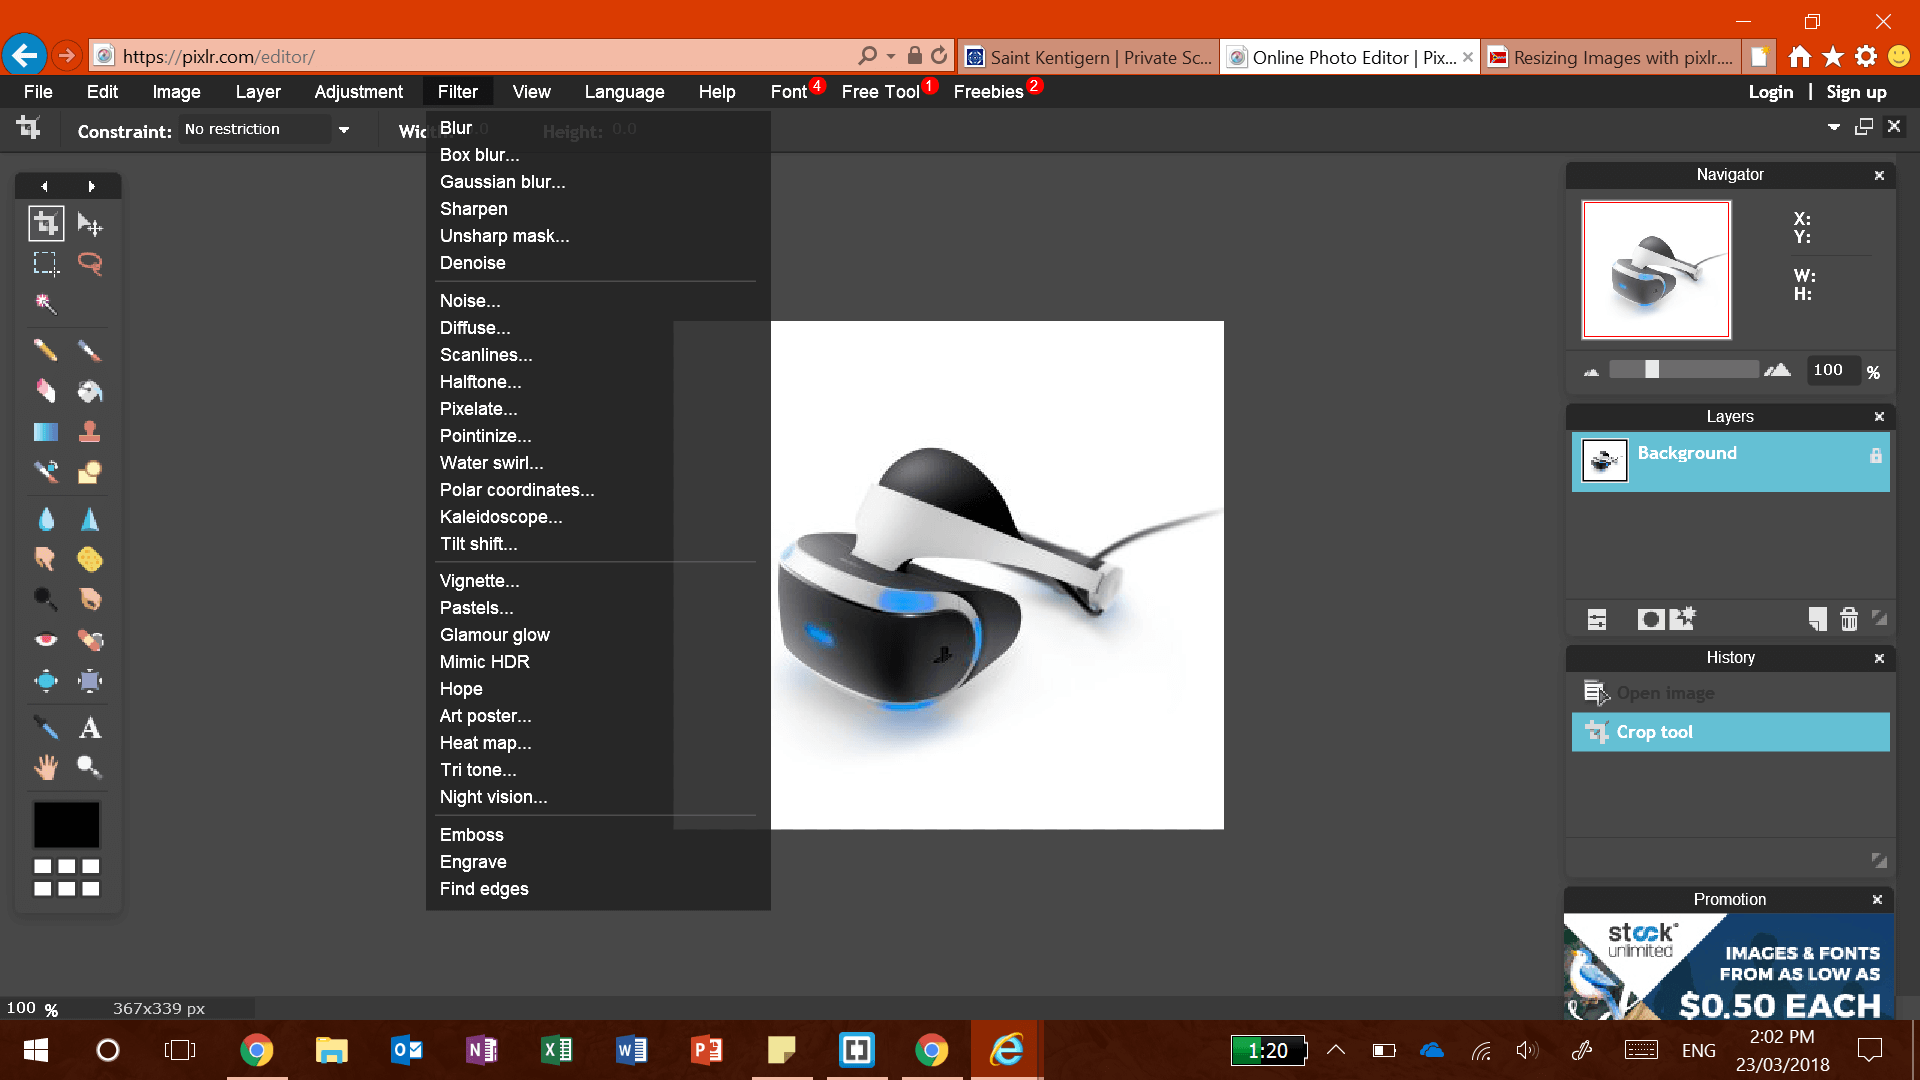 https://pixlr.com/editor/
Saint Kentigern | Private Sc...
Online Photo Editor | Pix...
Resizing Images with pixlr....
File Edit Image Layer Adjustment Filter View Language Help Font 4 Free Tool 1 Freebies 2
Login | Sign up
Constraint: No restriction
Height: 0.0
Blur
Box blur...
Gaussian blur...
Sharpen
Unsharp mask...
Denoise
Noise...
Diffuse...
Scanlines...
Halftone...
Pixelate...
Pointinize...
Water swirl...
Polar coordinates...
Kaleidoscope...
Tilt shift...
Vignette...
Pastels...
Glamour glow
Mimic HDR
Hope
Art poster...
Heat map...
Tri tone...
Night vision...
Emboss
Engrave
Find edges
A
Navigator
X:
Y:
W:
H:
100 %
Layers
Background
History
Open image
Crop tool
Promotion
stock
unlimited
IMAGES & FONTS
FROM AS LOW AS
$0.50 EACH
100 % 367x339 px
1:20
ENG
2:02 PM
23/03/2018